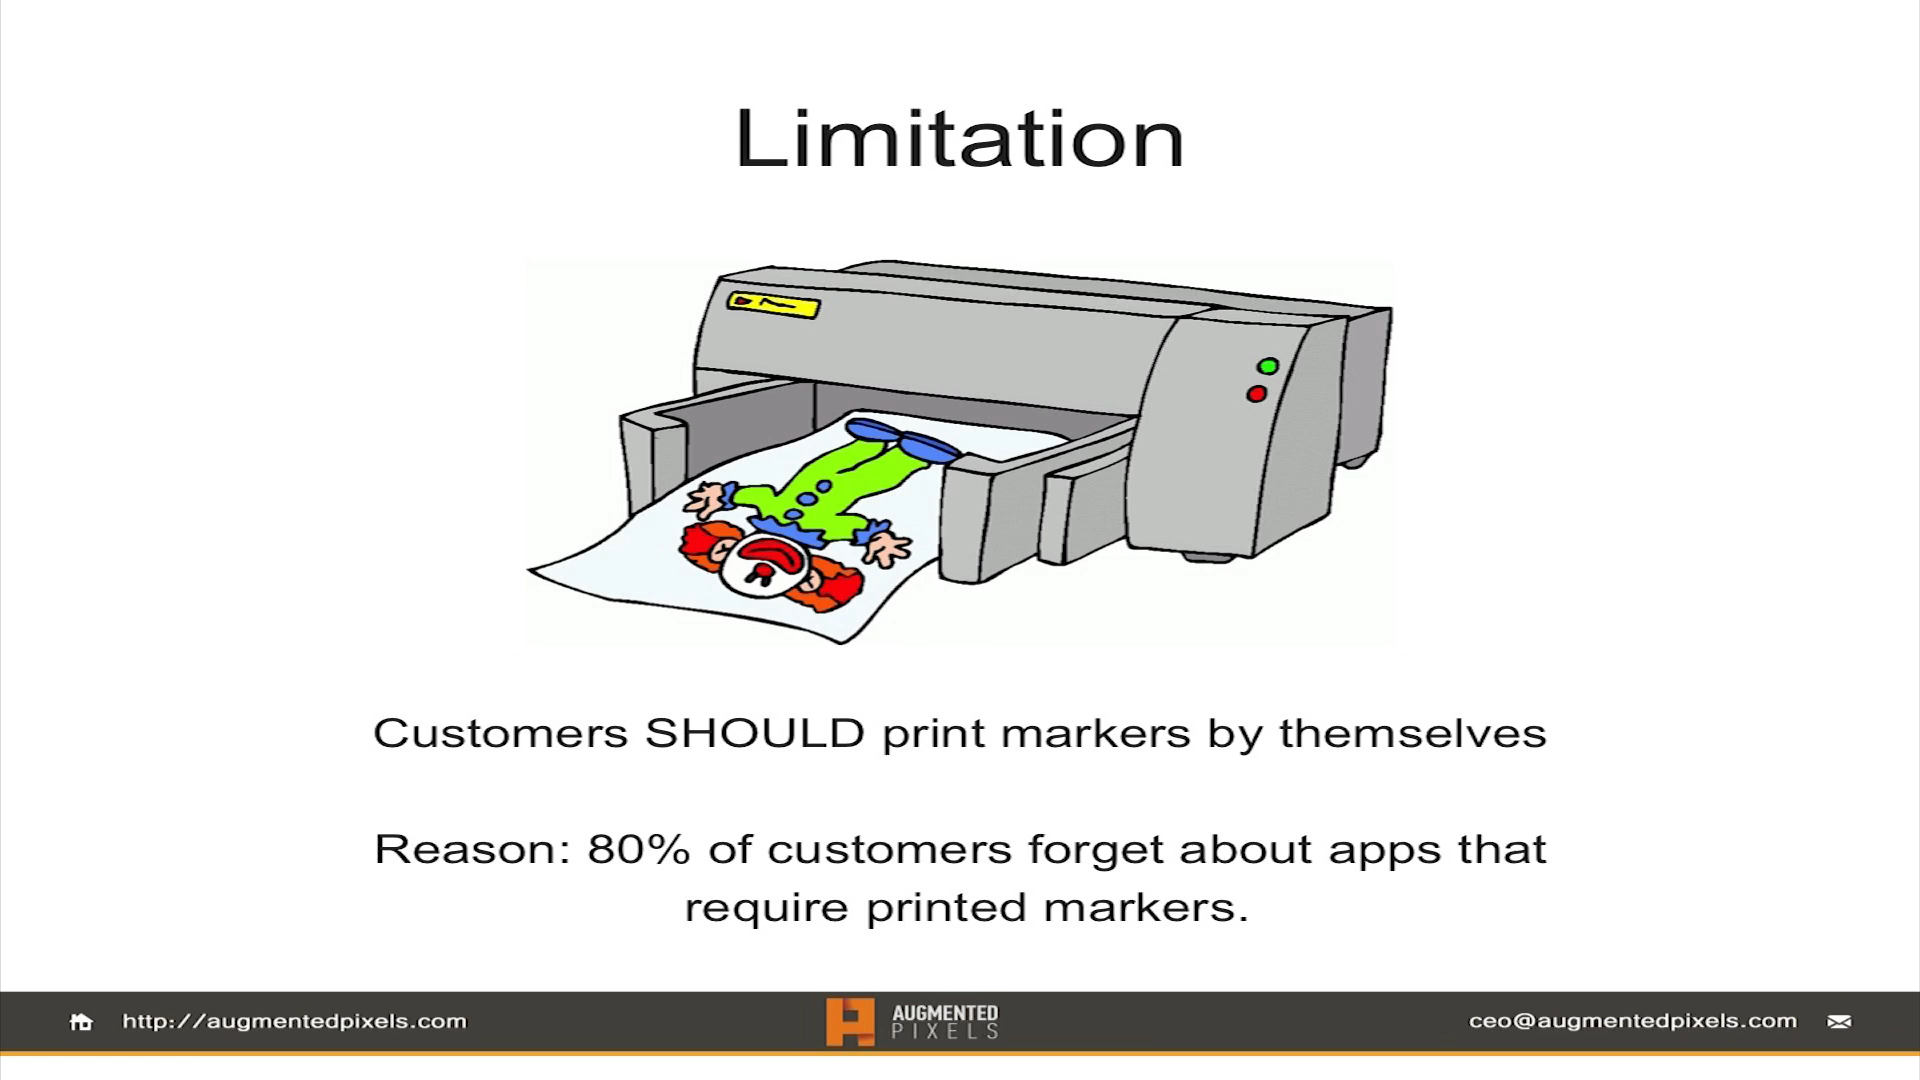 Limitation
Customers SHOULD print markers by themselves
Reason: 80% of customers forget about apps that
require printed markers.
http://augmentedpixels.com
AUGMENTED
PIXELS
ceo@augmentedpixels.com